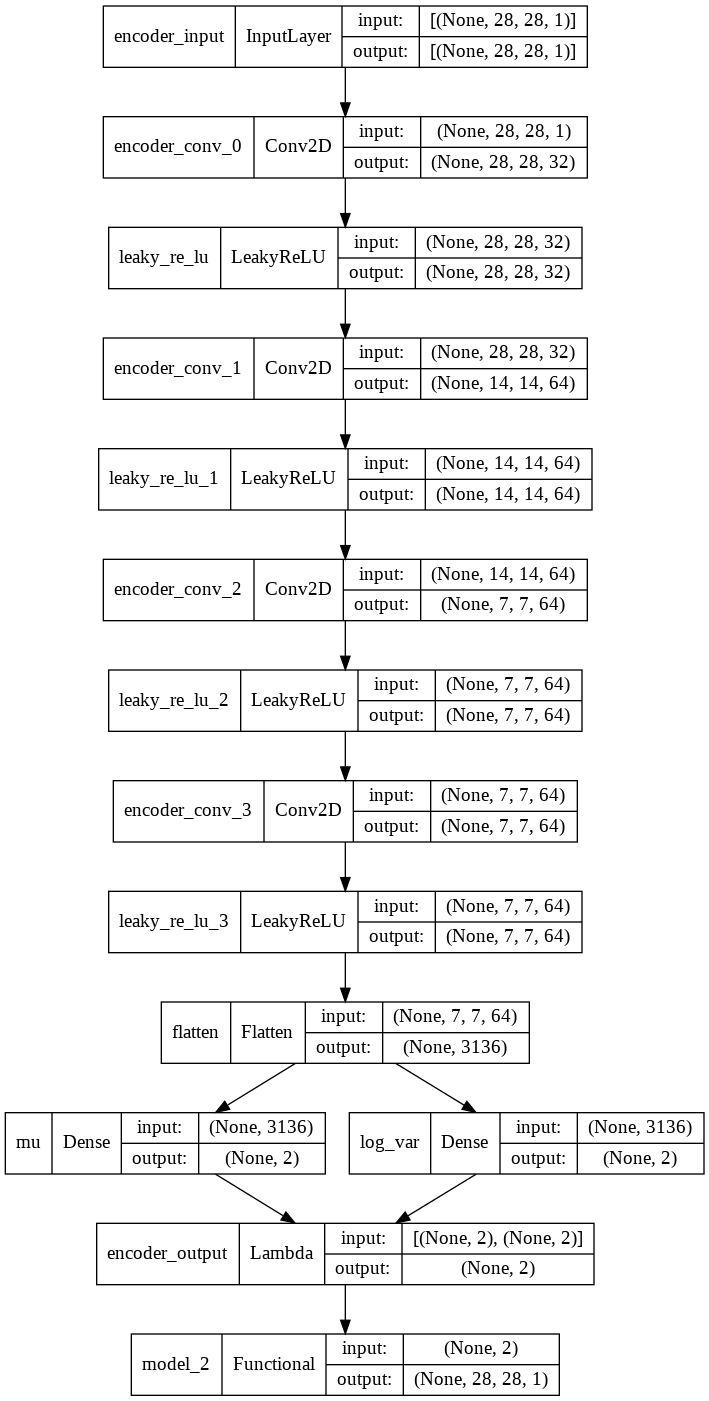 encoder_input InputLayer input: [(None, 28, 28, 1)]
output: [(None, 28, 28, 1)]
encoder_conv_0 Conv2D input: (None, 28, 28, 1)
output: (None, 28, 28, 32)
leaky_re_lu LeakyReLU input: (None, 28, 28, 32)
output: (None, 28, 28, 32)
encoder_conv_1 Conv2D input: (None, 28, 28, 32)
output: (None, 14, 14, 64)
leaky_re_lu_1 LeakyReLU input: (None, 14, 14, 64)
output: (None, 14, 14, 64)
encoder_conv_2 Conv2D input: (None, 14, 14, 64)
output: (None, 7, 7, 64)
leaky_re_lu_2 LeakyReLU input: (None, 7, 7, 64)
output: (None, 7, 7, 64)
encoder_conv_3 Conv2D input: (None, 7, 7, 64)
output: (None, 7, 7, 64)
leaky_re_lu_3 LeakyReLU input: (None, 7, 7, 64)
output: (None, 7, 7, 64)
flatten Flatten input: (None, 7, 7, 64)
output: (None, 3136)
mu Dense input: (None, 3136)
output: (None, 2)
log_var Dense input: (None, 3136)
output: (None, 2)
encoder_output Lambda input: [(None, 2), (None, 2)]
output: (None, 2)
model_2 Functional input: (None, 2)
output: (None, 28, 28, 1)